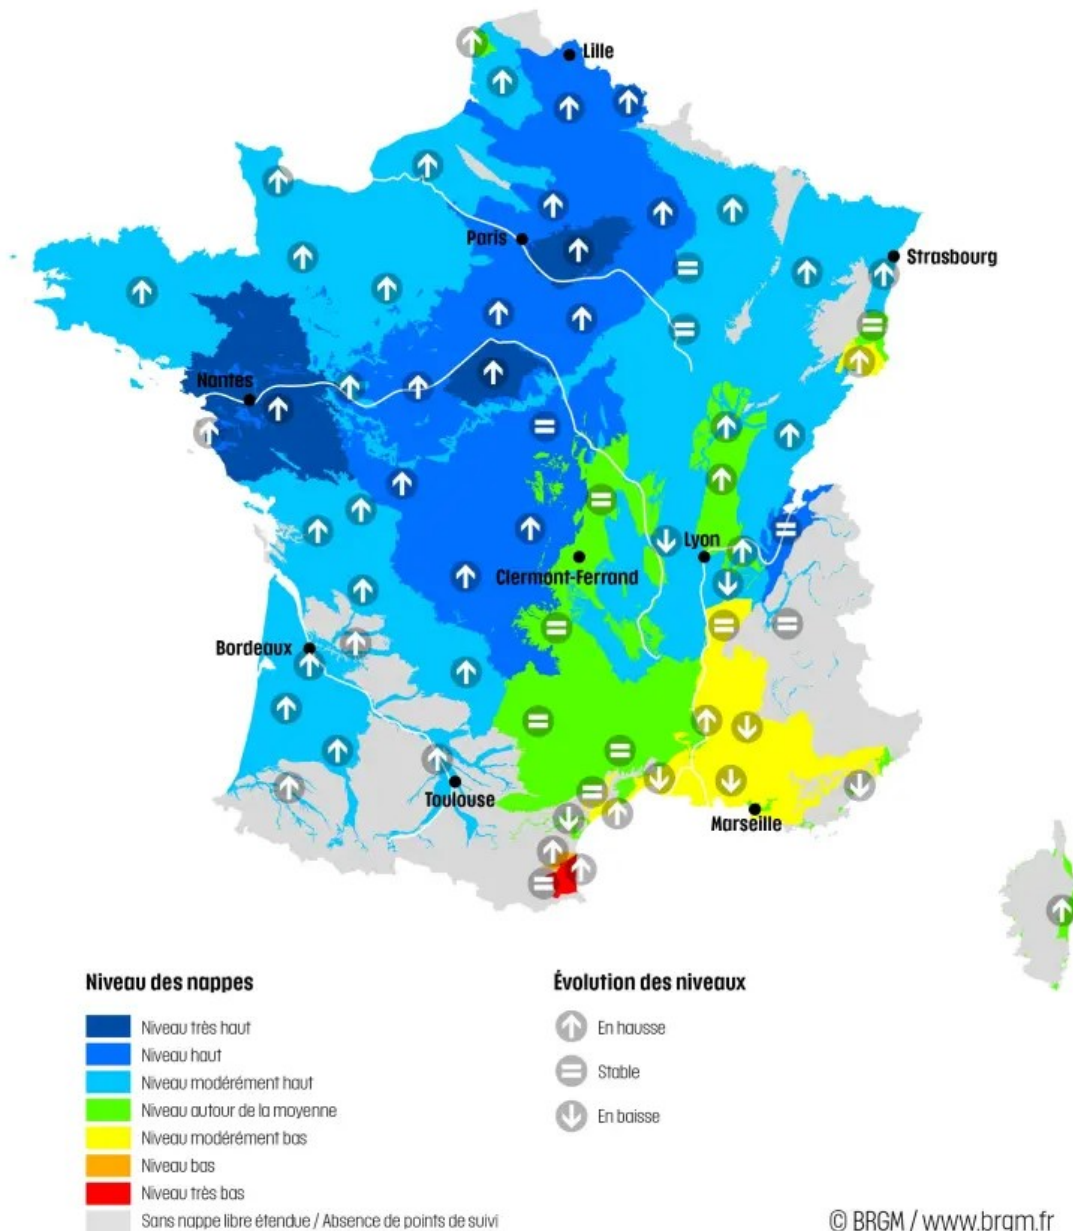 Lille
Paris
Strasbourg
Nantes
Lyon
Clermont-Ferrand
Bordeaux
Toulouse
Marseille
Niveau des nappes
Niveau très haut
Niveau haut
Niveau modérément haut
Niveau autour de la moyenne
Niveau modérément bas
Niveau bas
Niveau très bas
Sans nappe libre étendue / Absence de points de suivi
Évolution des niveaux
En hausse
Stable
En baisse
© BRGM / www.brgm.fr